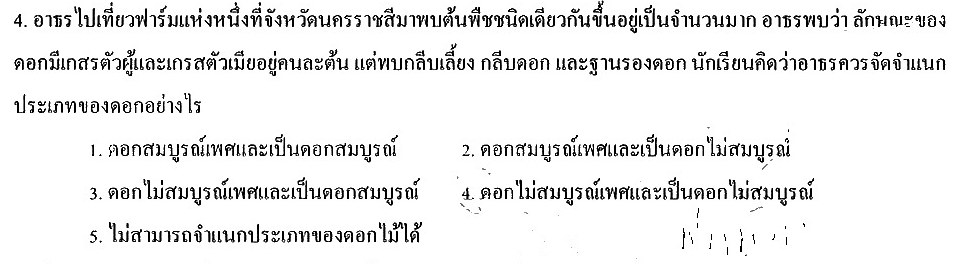 4. อาธร ไปเที่ยวฟาร์มแห่งหนึ่งที่จังหวัดนครราชสีมาพบต้นพืชชนิดเดียวกันขึ้นอยู่เป็นจำนวนมาก อาธรพบว่า ลักษณะของ
ดอกมีเกสรตัวผู้และเกรสตัวเมียอยู่คนละต้น แต่พบกลีบเลี้ยง กลีบดอก และฐานรองดอก นักเรียนคิดว่าอาธรควรจัดจำแนก
ประเภทของดอกอย่างไร
1. ดอกสมบูรณ์เพศและเป็นดอกสมบูรณ์ 2. ดอกสมบูรณ์เพศและเป็นดอกไม่สมบูรณ์
3. ดอกไม่สมบูรณ์เพศและเป็นดอกสมบูรณ์ 4. ดอกไม่สมบูรณ์เพศและเป็นดอกไม่สมบูรณ์
5. ไม่สามารถจำแนกประเภทของดอกไม้ได้